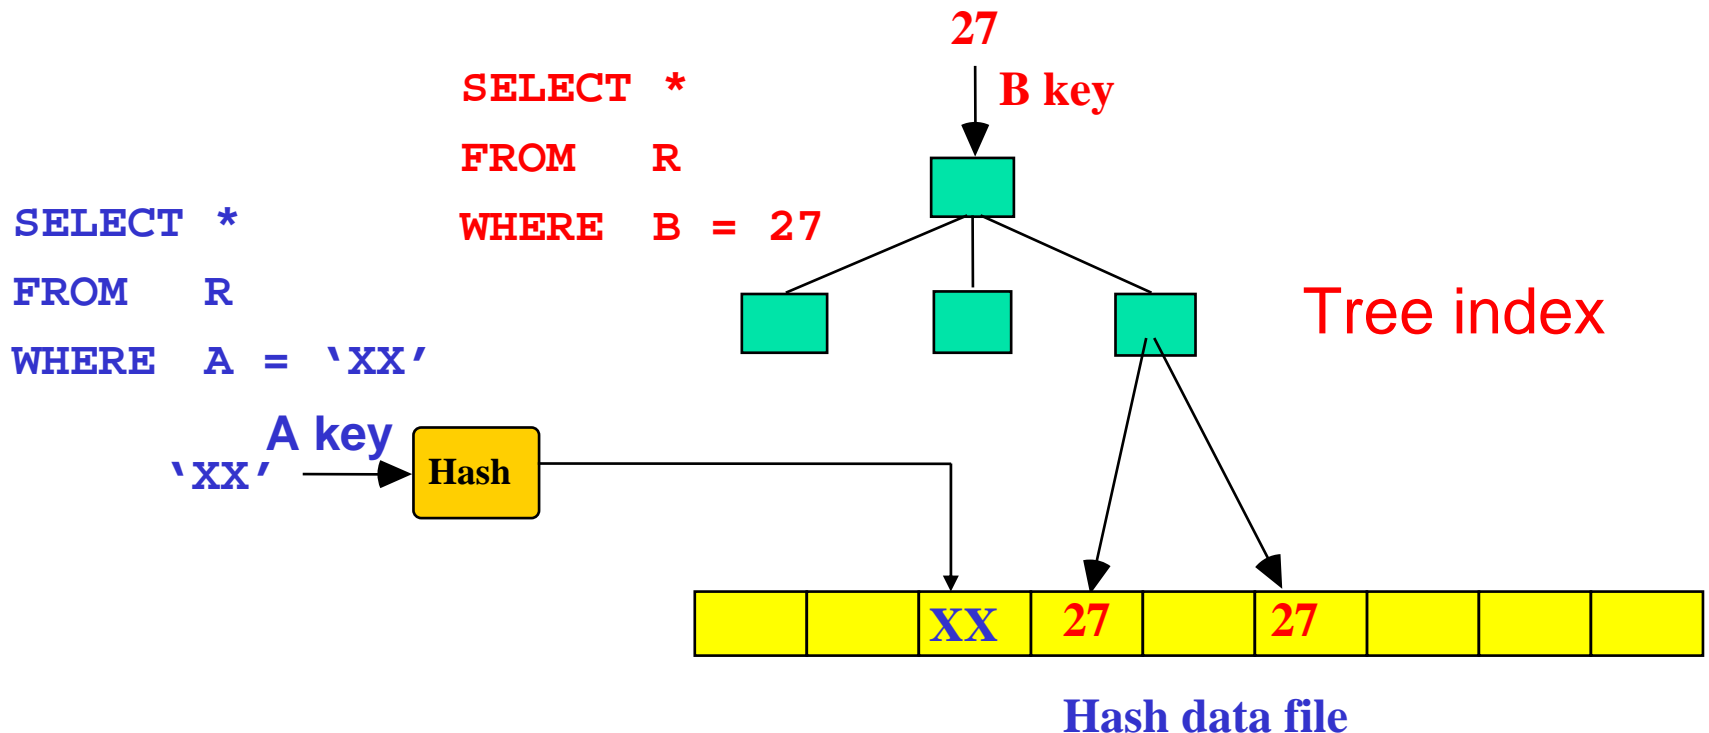 27
B key
SELECT *
FROM R
WHERE B = 27
SELECT *
FROM R
WHERE A = ‘XX’
Tree index
A key
‘XX’
Hash
XX 27 27
Hash data file